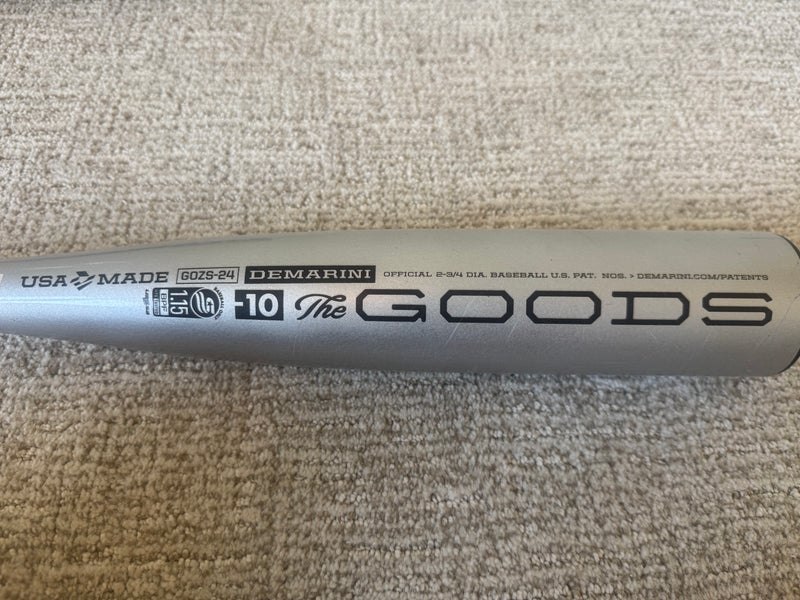 USA MADE GOZS-24 DEMARINI OFFICIAL 2-3/4 DIA. BASEBALL U.S. PAT. NOS. > DEMARINI.COM/PATENTS
1.15 BPF -10 The GOODS